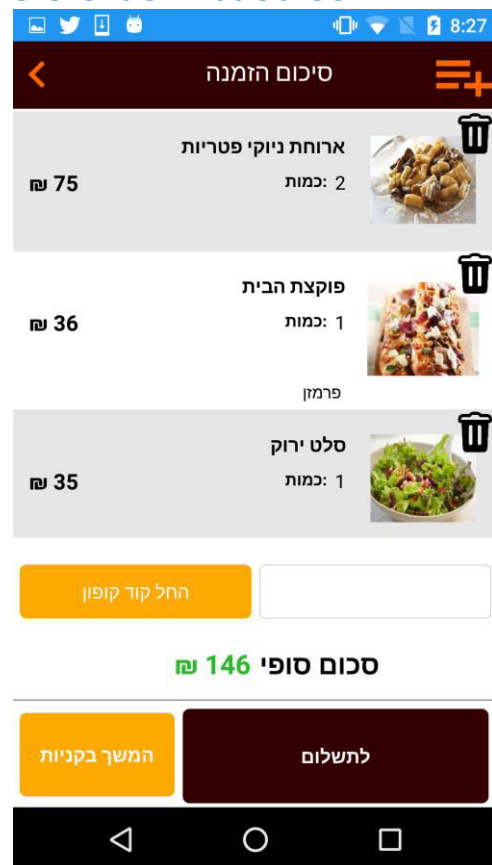 8:27
סיכום הזמנה
ארוחת ניוקי פטריות
כמות: 2
75 ₪
פוקצת הבית
כמות: 1
36 ₪
פרמזן
סלט ירוק
כמות: 1
35 ₪
החל קוד קופון
סכום סופי 146 ₪
לתשלום
המשך בקניות